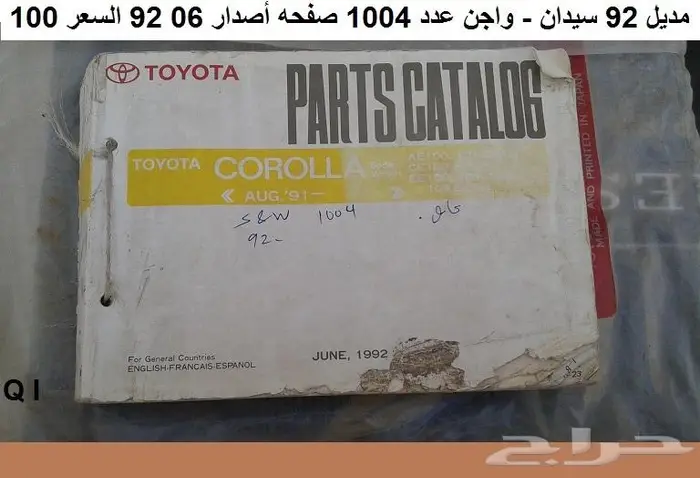 مديل 92 سيدان - واجن عدد 1004 صفحه أصدار 06 92 السعر 100
TOYOTA
PARTS CATALOG
TOYOTA COROLLA
« AUG.'91— »
S&W 1004
92-
For General Countries
ENGLISH-FRANCAIS-ESPANOL
JUNE, 1992
23
MADE AND PRINTED IN JAPAN
Q I
حراج